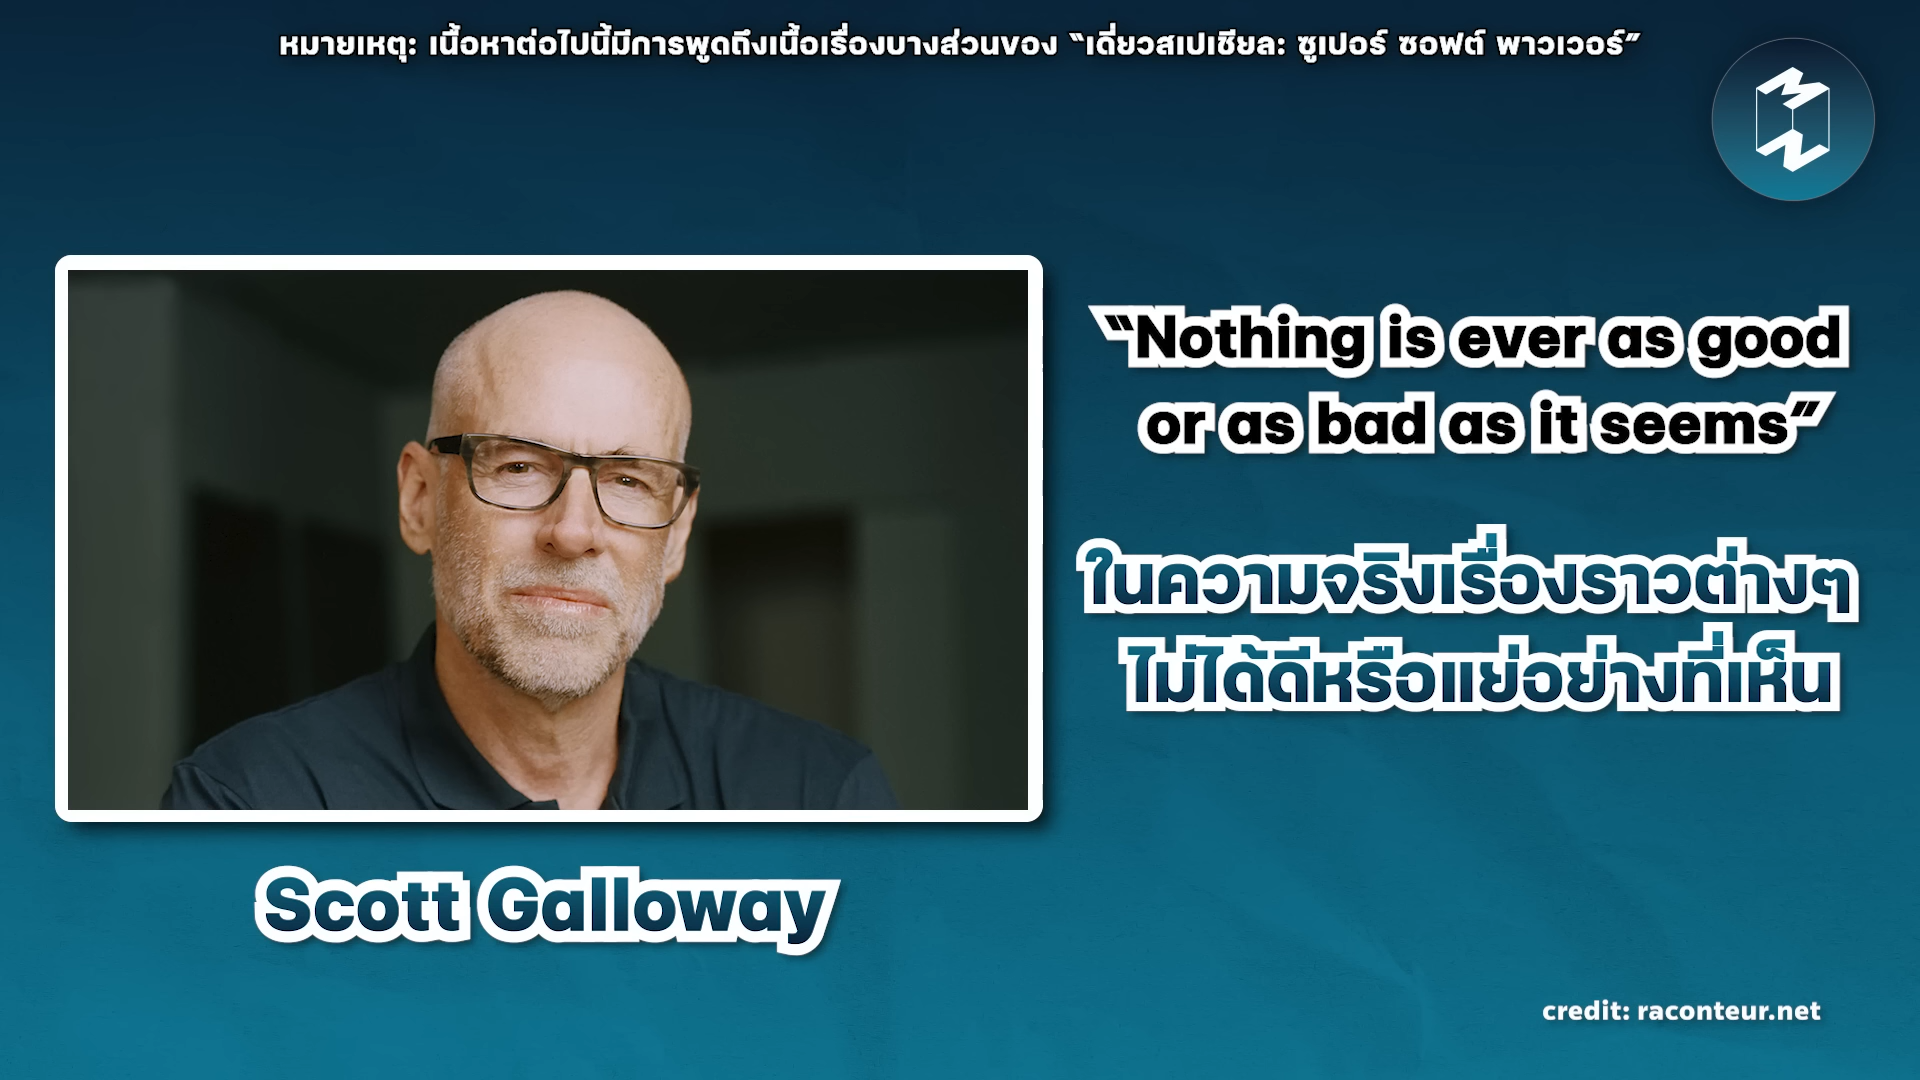 หมายเหตุ: เนื้อหาต่อไปนี้มีการพูดถึงเนื้อเรื่องบางส่วนของ “เดี่ยวสเปเชียล: ซูเปอร์ ซอฟต์ พาวเวอร์”
“Nothing is ever as good
or as bad as it seems”
ในความจริงเรื่องราวต่างๆ
ไม่ได้ดีหรือแย่อย่างที่เห็น
Scott Galloway
credit: raconteur.net